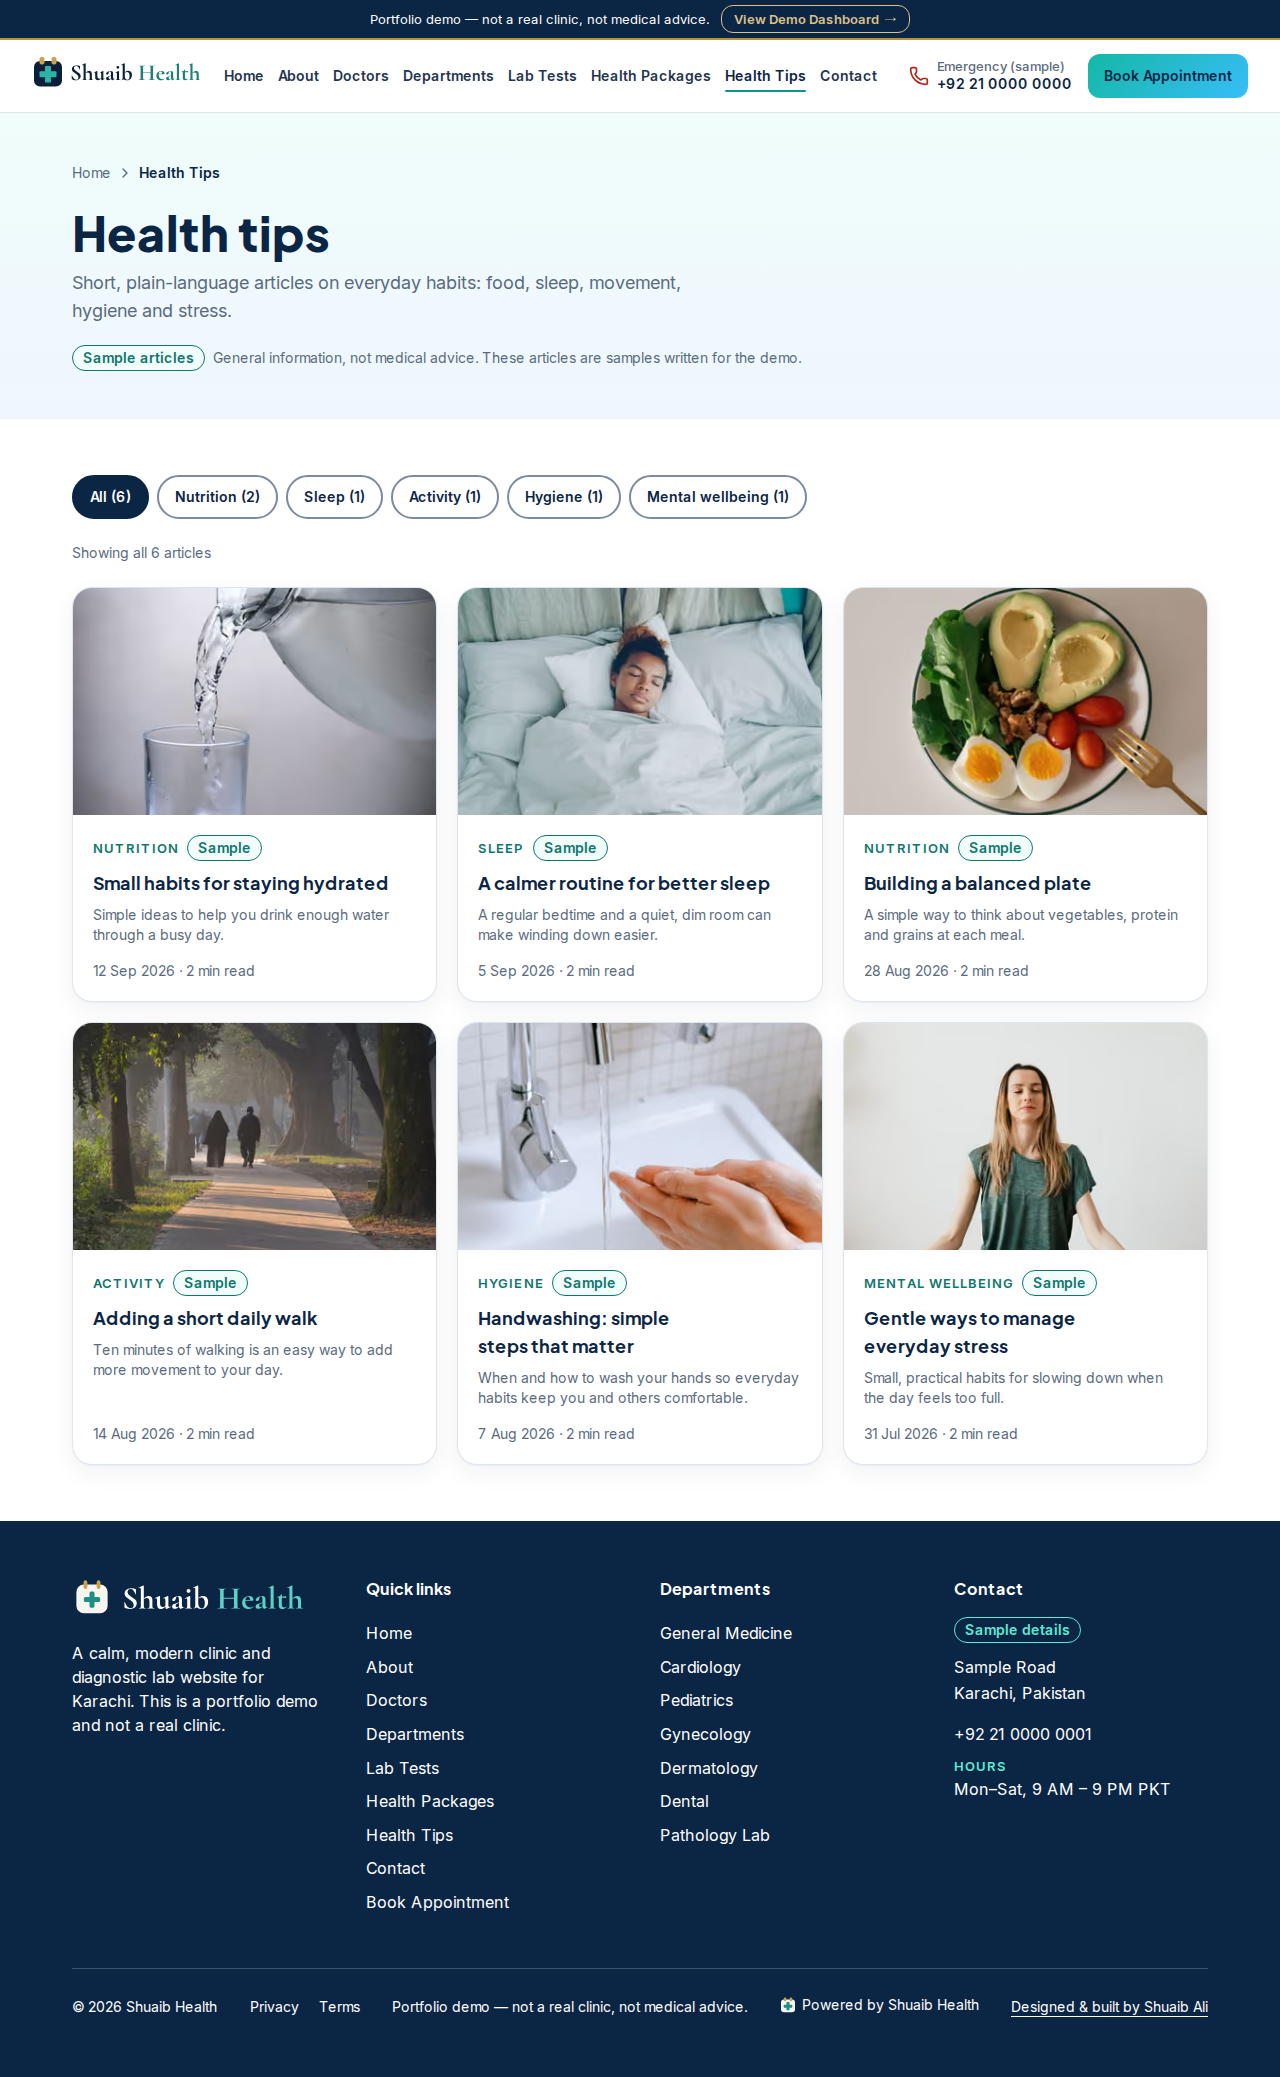 Portfolio demo — not a real clinic, not medical advice. View Demo Dashboard →
Shuaib Health
Home About Doctors Departments Lab Tests Health Packages Health Tips Contact
Emergency (sample)
+92 21 0000 0000
Book Appointment
Home > Health Tips
Health tips
Short, plain-language articles on everyday habits: food, sleep, movement,
hygiene and stress.
Sample articles General information, not medical advice. These articles are samples written for the demo.
All (6) Nutrition (2) Sleep (1) Activity (1) Hygiene (1) Mental wellbeing (1)
Showing all 6 articles
NUTRITION Sample
Small habits for staying hydrated
Simple ideas to help you drink enough water
through a busy day.
12 Sep 2026 · 2 min read
SLEEP Sample
A calmer routine for better sleep
A regular bedtime and a quiet, dim room can
make winding down easier.
5 Sep 2026 · 2 min read
NUTRITION Sample
Building a balanced plate
A simple way to think about vegetables, protein
and grains at each meal.
28 Aug 2026 · 2 min read
ACTIVITY Sample
Adding a short daily walk
Ten minutes of walking is an easy way to add
more movement to your day.
14 Aug 2026 · 2 min read
HYGIENE Sample
Handwashing: simple
steps that matter
When and how to wash your hands so everyday
habits keep you and others comfortable.
7 Aug 2026 · 2 min read
MENTAL WELLBEING Sample
Gentle ways to manage
everyday stress
Small, practical habits for slowing down when
the day feels too full.
31 Jul 2026 · 2 min read
Shuaib Health
A calm, modern clinic and
diagnostic lab website for
Karachi. This is a portfolio demo
and not a real clinic.
Quick links
Home
About
Doctors
Departments
Lab Tests
Health Packages
Health Tips
Contact
Book Appointment
Departments
General Medicine
Cardiology
Pediatrics
Gynecology
Dermatology
Dental
Pathology Lab
Contact
Sample details
Sample Road
Karachi, Pakistan
+92 21 0000 0001
HOURS
Mon–Sat, 9 AM – 9 PM PKT
© 2026 Shuaib Health Privacy Terms Portfolio demo — not a real clinic, not medical advice. Powered by Shuaib Health Designed & built by Shuaib Ali